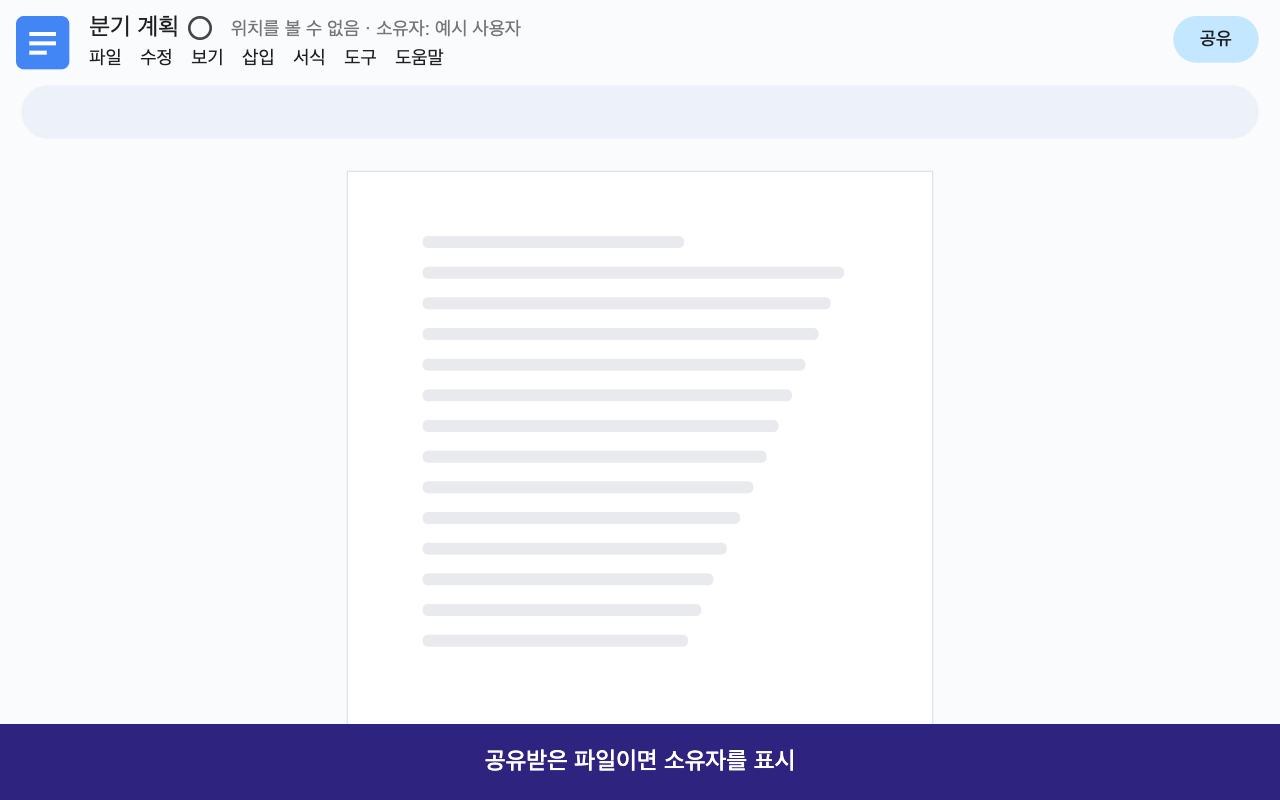 분기 계획 위치를 볼 수 없음 · 소유자: 예시 사용자
파일 수정 보기 삽입 서식 도구 도움말
공유
공유받은 파일이면 소유자를 표시